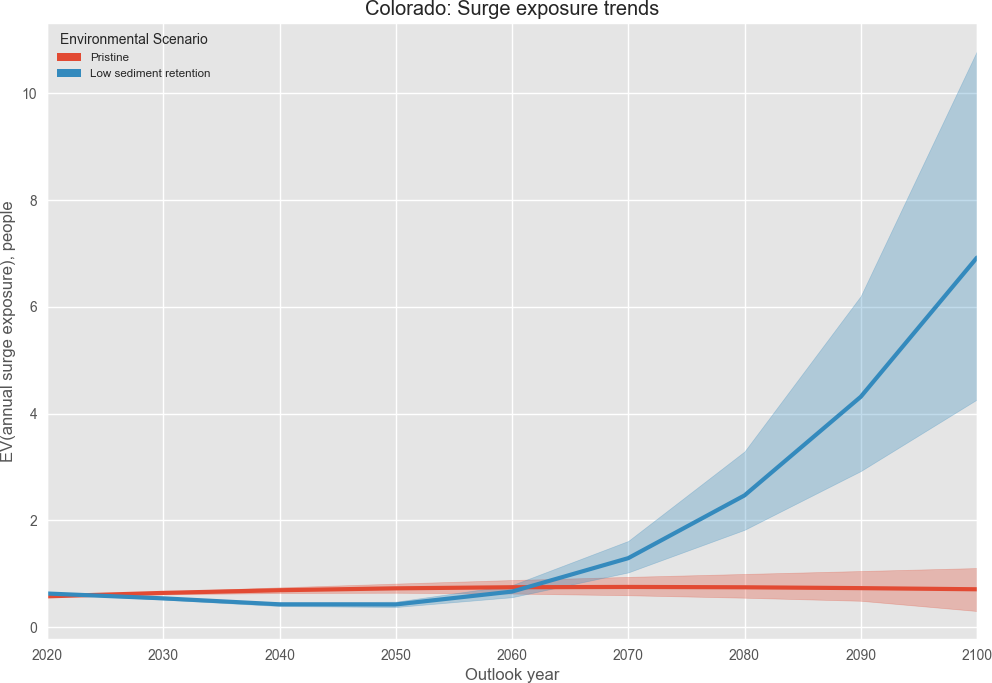 Colorado: Surge exposure trends
Environmental Scenario
Pristine
Low sediment retention
EV(annual surge exposure), people
10
8
6
4
2
0
2020 2030 2040 2050 2060 2070 2080 2090 2100
Outlook year